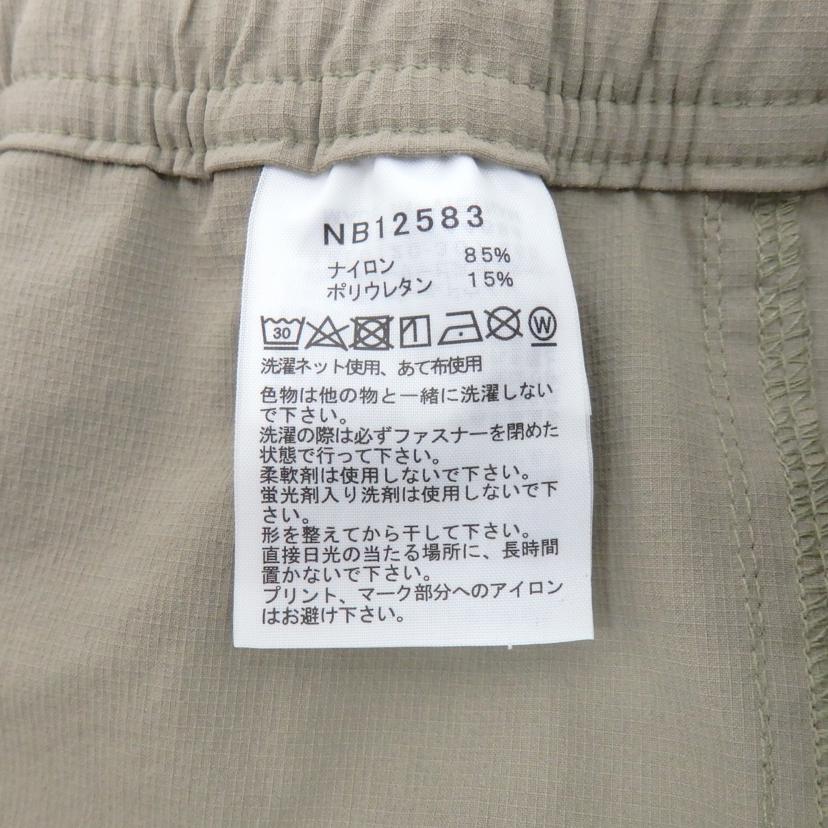 NB12583
ナイロン 85%
ポリウレタン 15%
30 W
洗濯ネット使用、あて布使用
色物は他の物と一緒に洗濯しない
で下さい。
洗濯の際は必ずファスナーを閉めた
状態で行って下さい。
柔軟剤は使用しないで下さい。
蛍光剤入り洗剤は使用しないで下
さい。
形を整えてから干して下さい。
直接日光の当たる場所に、長時間
置かないで下さい。
プリント、マーク部分へのアイロン
はお避け下さい。